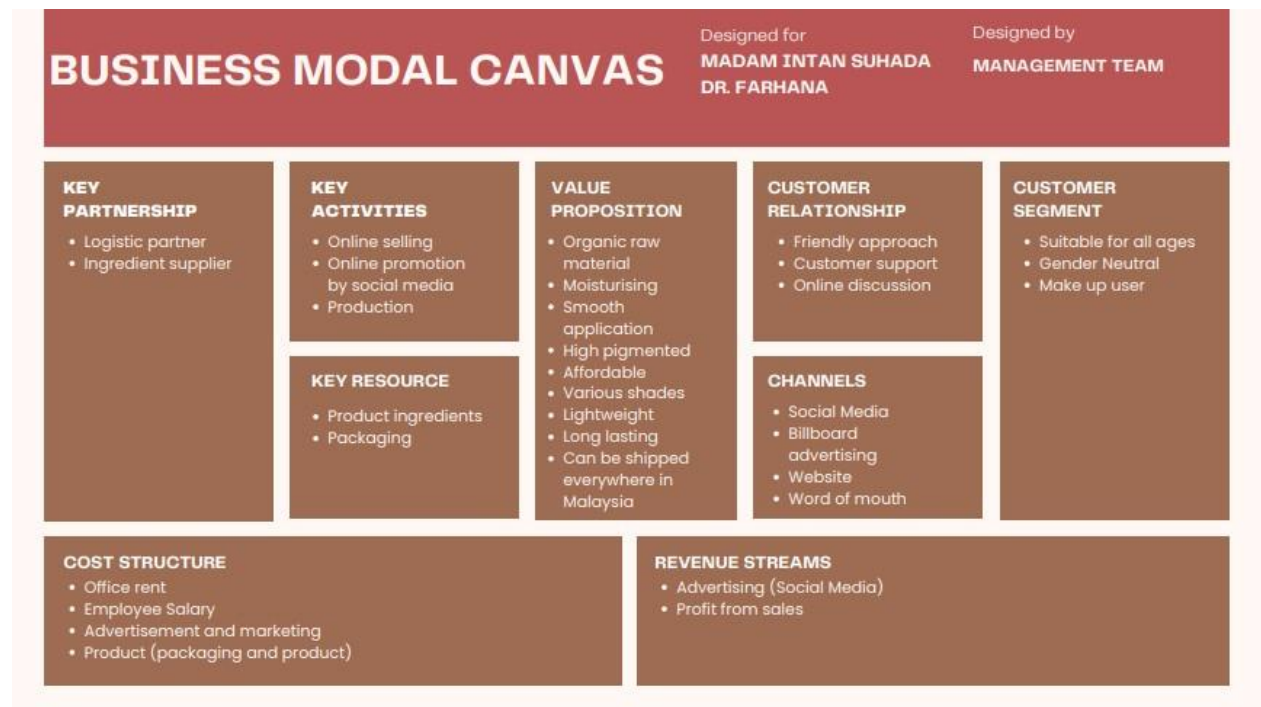 BUSINESS MODAL CANVAS
Designed for
MADAM INTAN SUHADA
DR. FARHANA
Designed by
MANAGEMENT TEAM
KEY
PARTNERSHIP
• Logistic partner
• Ingredient supplier
KEY
ACTIVITIES
• Online selling
• Online promotion
by social media
• Production
KEY RESOURCE
• Product ingredients
• Packaging
VALUE
PROPOSITION
• Organic raw
material
• Moisturising
• Smooth
application
• High pigmented
• Affordable
• Various shades
• Lightweight
• Long lasting
• Can be shipped
everywhere in
Malaysia
CUSTOMER
RELATIONSHIP
• Friendly approach
• Customer support
• Online discussion
CHANNELS
• Social Media
• Billboard
advertising
• Website
• Word of mouth
CUSTOMER
SEGMENT
• Suitable for all ages
• Gender Neutral
• Make up user
COST STRUCTURE
• Office rent
• Employee Salary
• Advertisement and marketing
• Product (packaging and product)
REVENUE STREAMS
• Advertising (Social Media)
• Profit from sales